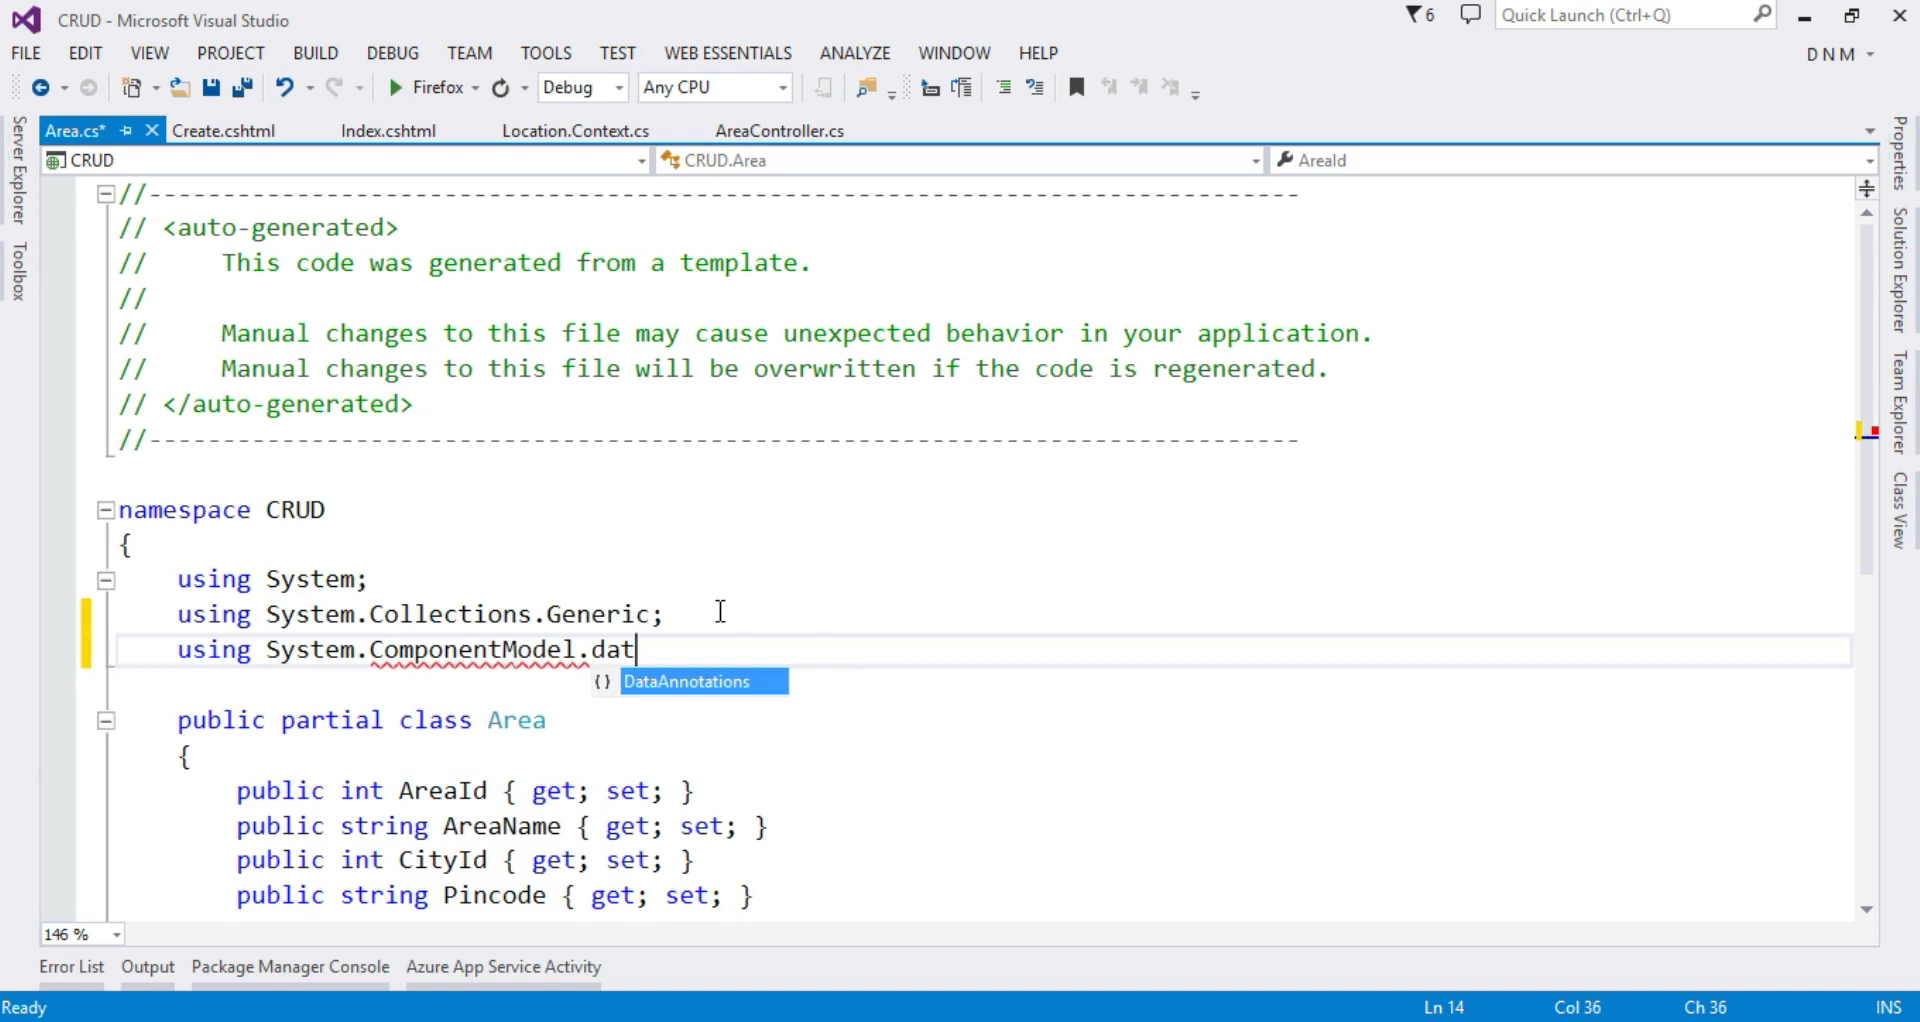 CRUD - Microsoft Visual Studio
6
Quick Launch (Ctrl+Q)
FILE EDIT VIEW PROJECT BUILD DEBUG TEAM TOOLS TEST WEB ESSENTIALS ANALYZE WINDOW HELP
D N M
Firefox Debug Any CPU
Area.cs* Create.cshtml Index.cshtml Location.Context.cs AreaController.cs
CRUD CRUD.Area AreaId
Server Explorer
Toolbox
//------------------------------------------------------------------------------
// <auto-generated>
// This code was generated from a template.
//
// Manual changes to this file may cause unexpected behavior in your application.
// Manual changes to this file will be overwritten if the code is regenerated.
// </auto-generated>
//------------------------------------------------------------------------------
namespace CRUD
{
using System;
using System.Collections.Generic;
using System.ComponentModel.dat
{} DataAnnotations
public partial class Area
{
public int AreaId { get; set; }
public string AreaName { get; set; }
public int CityId { get; set; }
public string Pincode { get; set; }
Properties
Solution Explorer
Team Explorer
Class View
146 %
Error List Output Package Manager Console Azure App Service Activity
Ready Ln 14 Col 36 Ch 36 INS